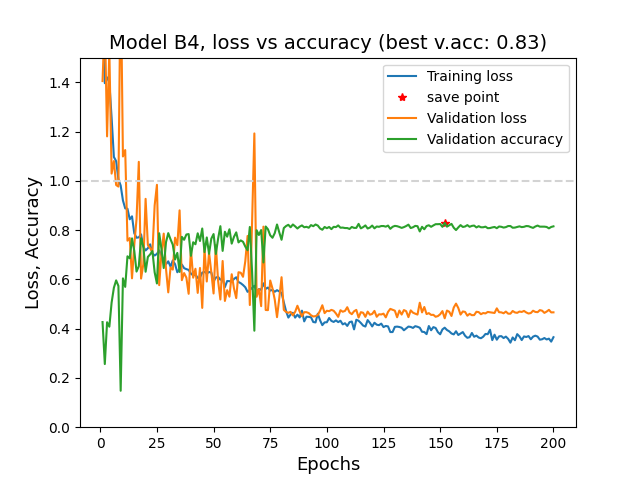 Model B4, loss vs accuracy (best v.acc: 0.83)
Training loss
save point
Validation loss
Validation accuracy
Loss, Accuracy
1.4
1.2
1.0
0.8
0.6
0.4
0.2
0.0
0 25 50 75 100 125 150 175 200
Epochs